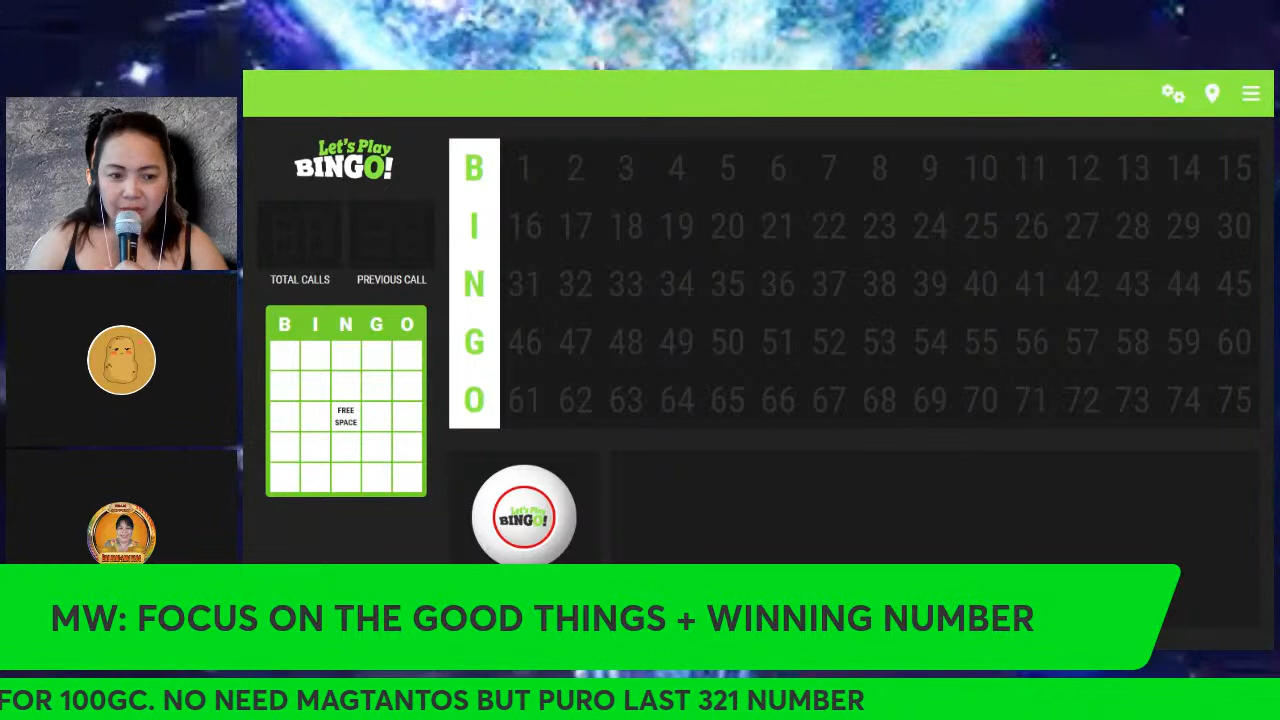 Let's Play
BINGO!
TOTAL CALLS
PREVIOUS CALL
B I N G O
FREE
SPACE
B 1 2 3 4 5 6 7 8 9 10 11 12 13 14 15
I 16 17 18 19 20 21 22 23 24 25 26 27 28 29 30
N 31 32 33 34 35 36 37 38 39 40 41 42 43 44 45
G 46 47 48 49 50 51 52 53 54 55 56 57 58 59 60
O 61 62 63 64 65 66 67 68 69 70 71 72 73 74 75
Let's Play
BINGO!
MW: FOCUS ON THE GOOD THINGS + WINNING NUMBER
FOR 100GC. NO NEED MAGTANTOS BUT PURO LAST 321 NUMBER